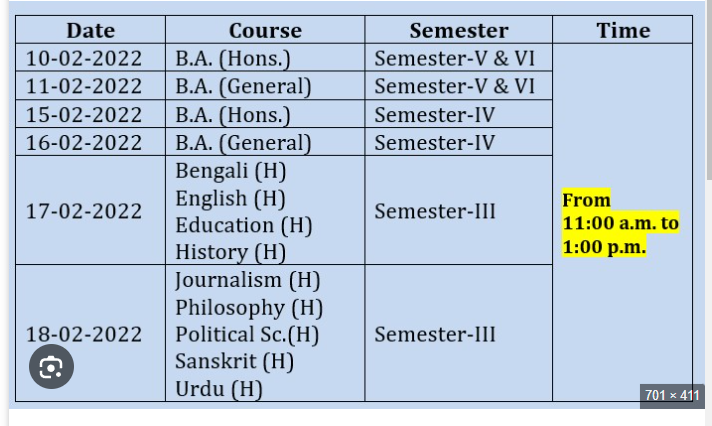 Date Course Semester Time
10-02-2022 B.A. (Hons.) Semester-V & VI
11-02-2022 B.A. (General) Semester-V & VI
15-02-2022 B.A. (Hons.) Semester-IV
16-02-2022 B.A. (General) Semester-IV
17-02-2022
Bengali (H)
English (H)
Education (H)
History (H)
Semester-III
18-02-2022
Journalism (H)
Philosophy (H)
Political Sc.(H)
Sanskrit (H)
Urdu (H)
Semester-III
From
11:00 a.m. to
1:00 p.m.
701 × 411